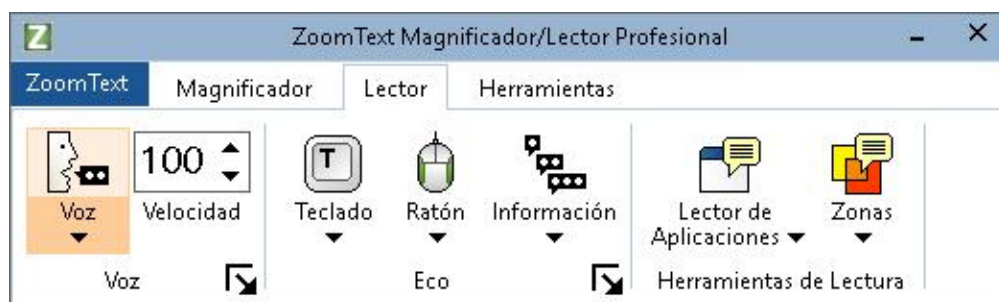 Z ZoomText Magnificador/Lector Profesional
ZoomText Magnificador Lector Herramientas
100 T
Voz Velocidad Teclado Ratón Información Lector de Aplicaciones Zonas
Voz Eco Herramientas de Lectura